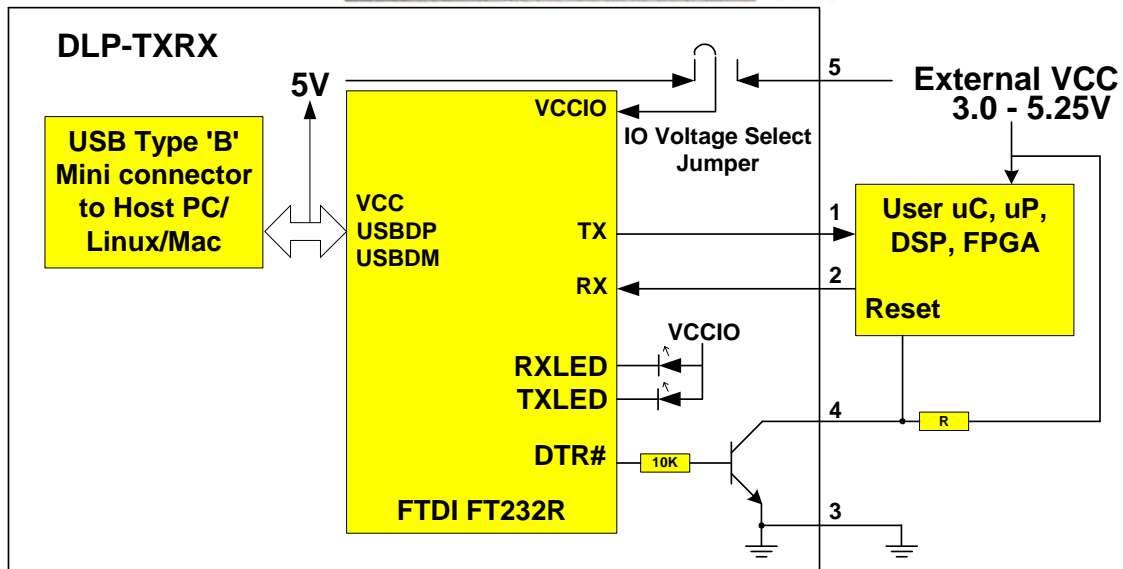 DLP-TXRX
5V
5
External VCC
3.0 - 5.25V
IO Voltage Select
Jumper
USB Type 'B'
Mini connector
to Host PC/
Linux/Mac
VCCIO
VCC
USBDP
USBDM
TX
RX
1
2
User uC, uP,
DSP, FPGA
Reset
VCCIO
RXLED
TXLED
DTR#
10K
4
R
3
FTDI FT232R